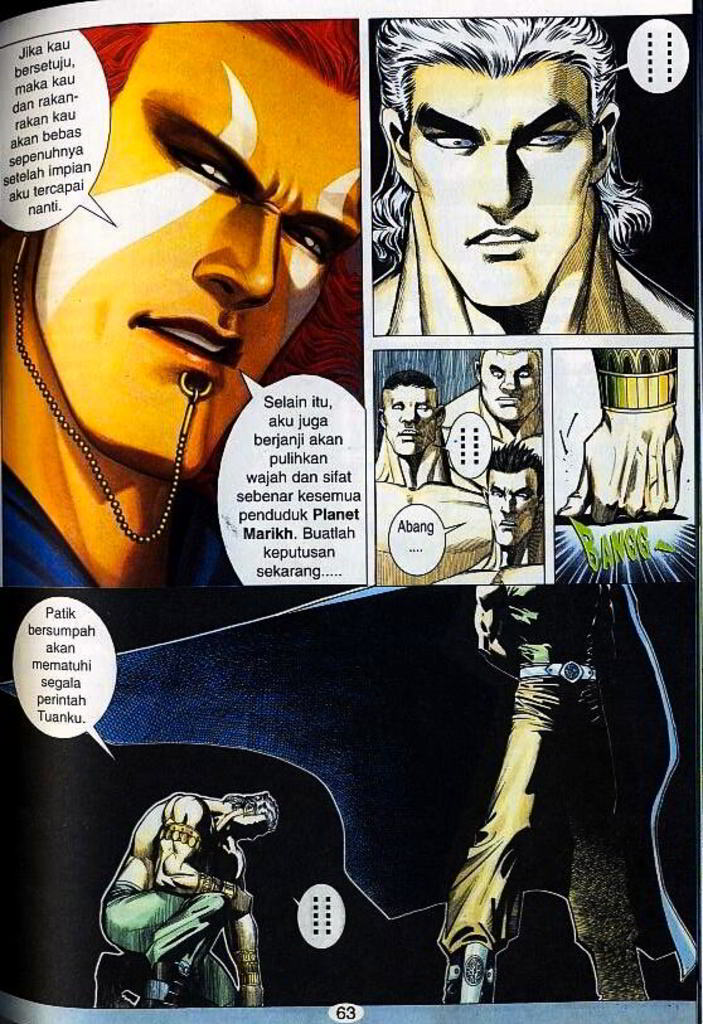 Jika kau
bersetuju,
maka kau
dan rakan-
rakan kau
akan bebas
sepenuhnya
setelah impian
aku tercapai
nanti.
Selain itu,
aku juga
berjanji akan
pulihkan
wajah dan sifat
sebenar kesemua
penduduk Planet
Marikh. Buatlah
keputusan
sekarang.....
Abang
....
BANGG
Patik
bersumpah
akan
mematuhi
segala
perintah
Tuanku.
63